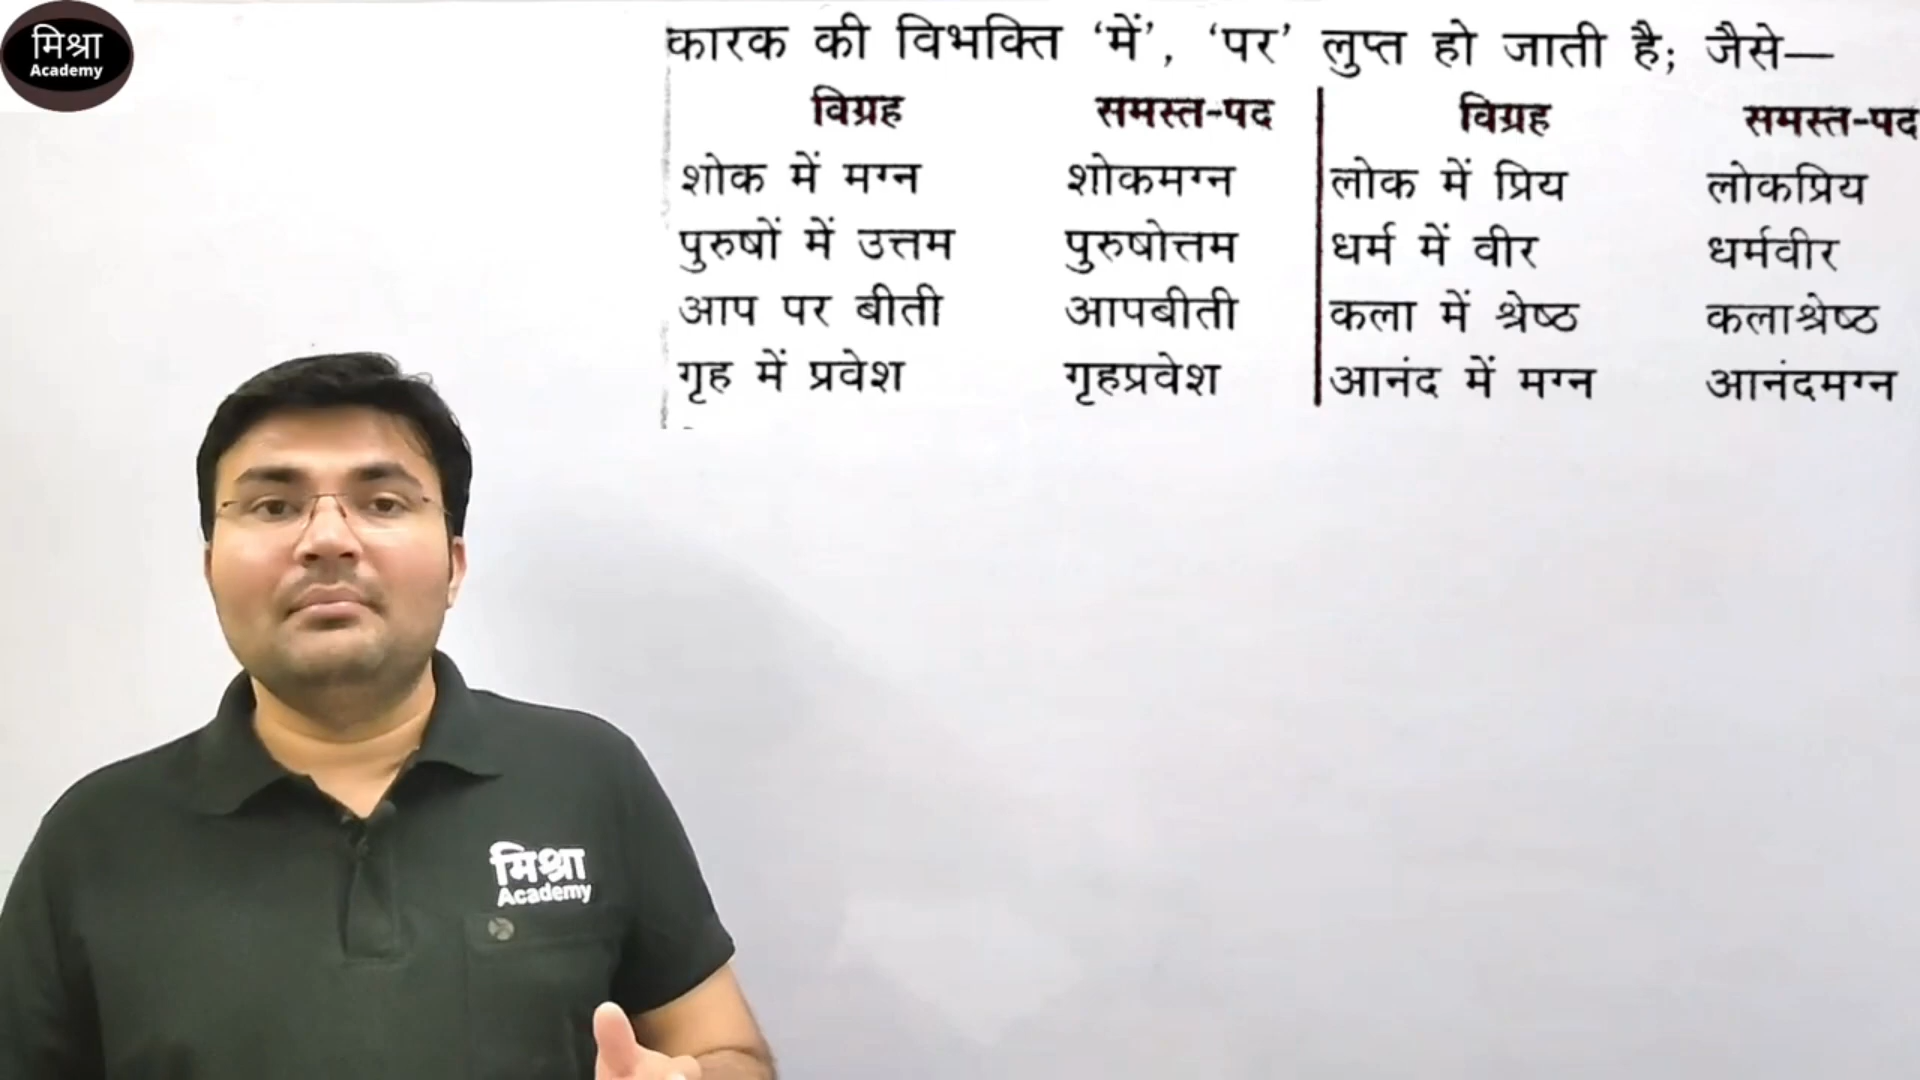 मिश्रा
Academy
कारक की विभक्ति ‘में’, ‘पर’ लुप्त हो जाती है; जैसे—
विग्रह समस्त-पद विग्रह समस्त-पद
शोक में मग्न शोकमग्न लोक में प्रिय लोकप्रिय
पुरुषों में उत्तम पुरुषोत्तम धर्म में वीर धर्मवीर
आप पर बीती आपबीती कला में श्रेष्ठ कलाश्रेष्ठ
गृह में प्रवेश गृहप्रवेश आनंद में मग्न आनंदमग्न
मिश्रा
Academy